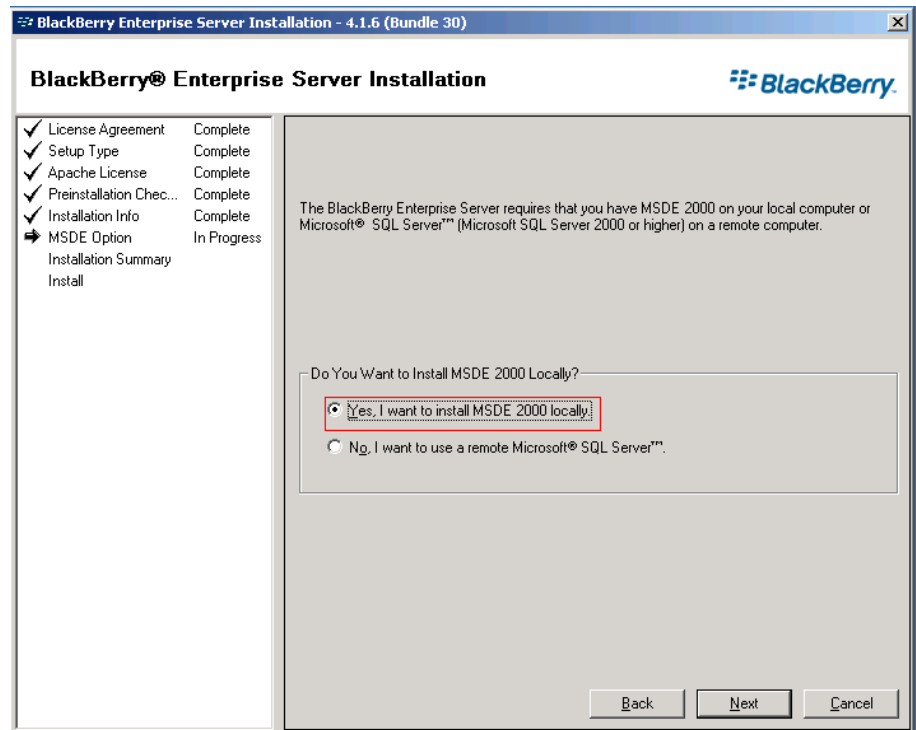 BlackBerry Enterprise Server Installation - 4.1.6 (Bundle 30)
BlackBerry® Enterprise Server Installation
BlackBerry.
License Agreement Complete
Setup Type Complete
Apache License Complete
Preinstallation Chec... Complete
Installation Info Complete
MSDE Option In Progress
Installation Summary
Install
The BlackBerry Enterprise Server requires that you have MSDE 2000 on your local computer or
Microsoft® SQL Server™ (Microsoft SQL Server 2000 or higher) on a remote computer.
Do You Want to Install MSDE 2000 Locally?
Yes, I want to install MSDE 2000 locally.
No, I want to use a remote Microsoft® SQL Server™.
Back Next Cancel